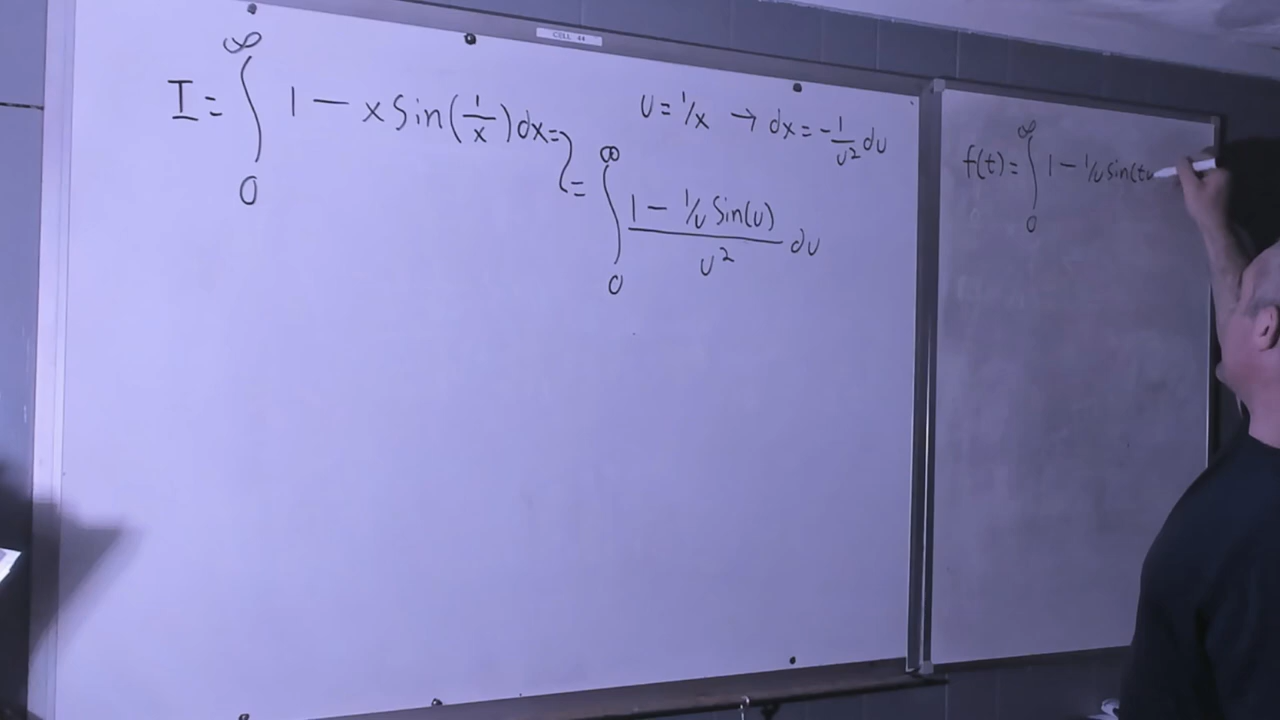 CELL 44
I = ∫₀^∞ 1 - x Sin(1/x) dx =
u = 1/x → dx = -1/u² du
= ∫₀^∞ (1 - 1/u Sin(u))/u² du
f(t) = ∫₀^∞ 1 - 1/u Sin(tu